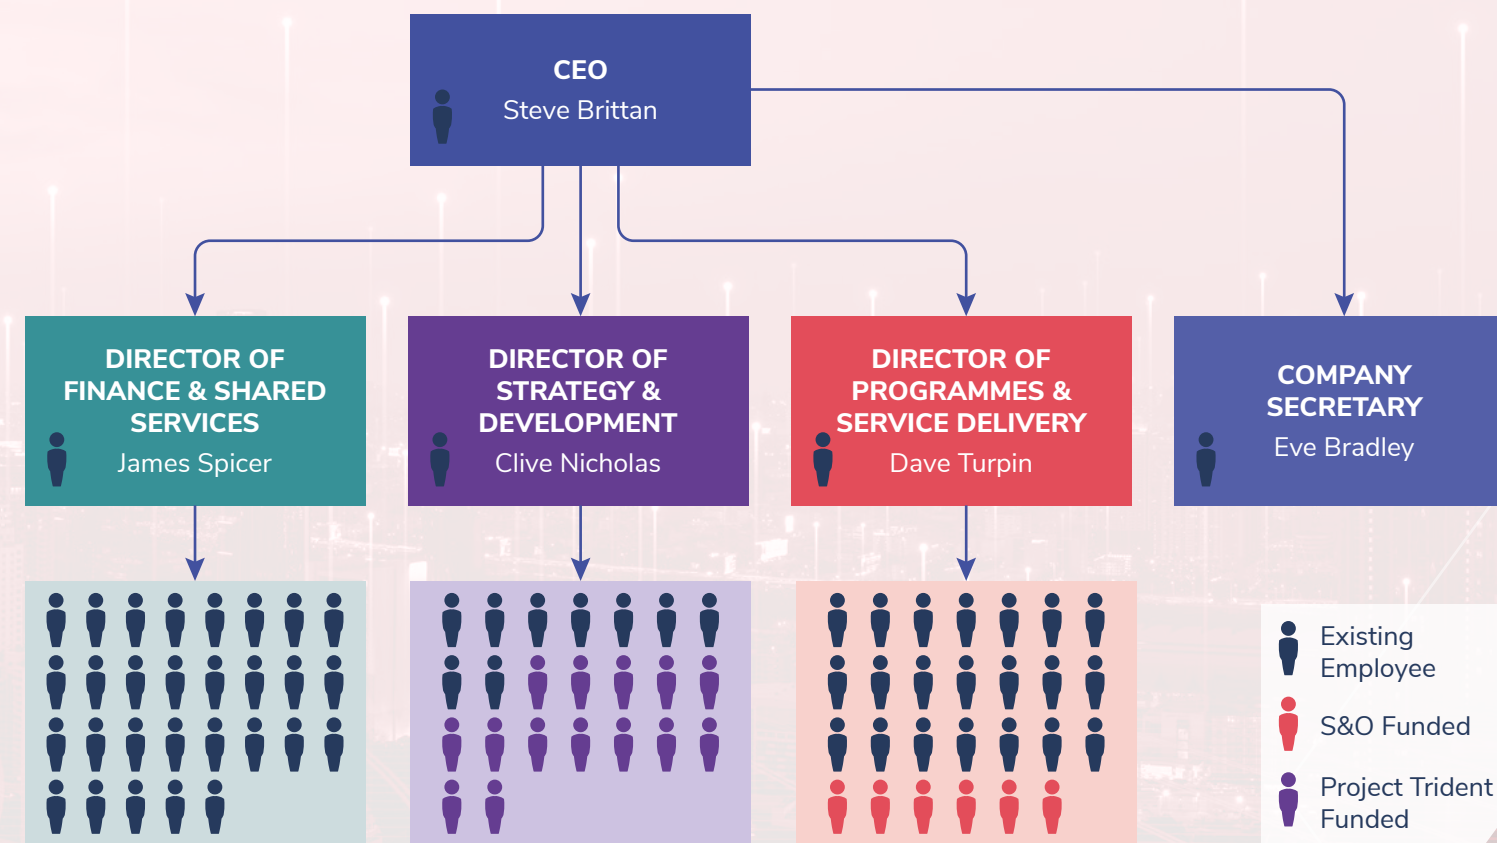 CEO
Steve Brittan
DIRECTOR OF
FINANCE & SHARED
SERVICES
James Spicer
DIRECTOR OF
STRATEGY &
DEVELOPMENT
Clive Nicholas
DIRECTOR OF
PROGRAMMES &
SERVICE DELIVERY
Dave Turpin
COMPANY
SECRETARY
Eve Bradley
Existing
Employee
S&O Funded
Project Trident
Funded